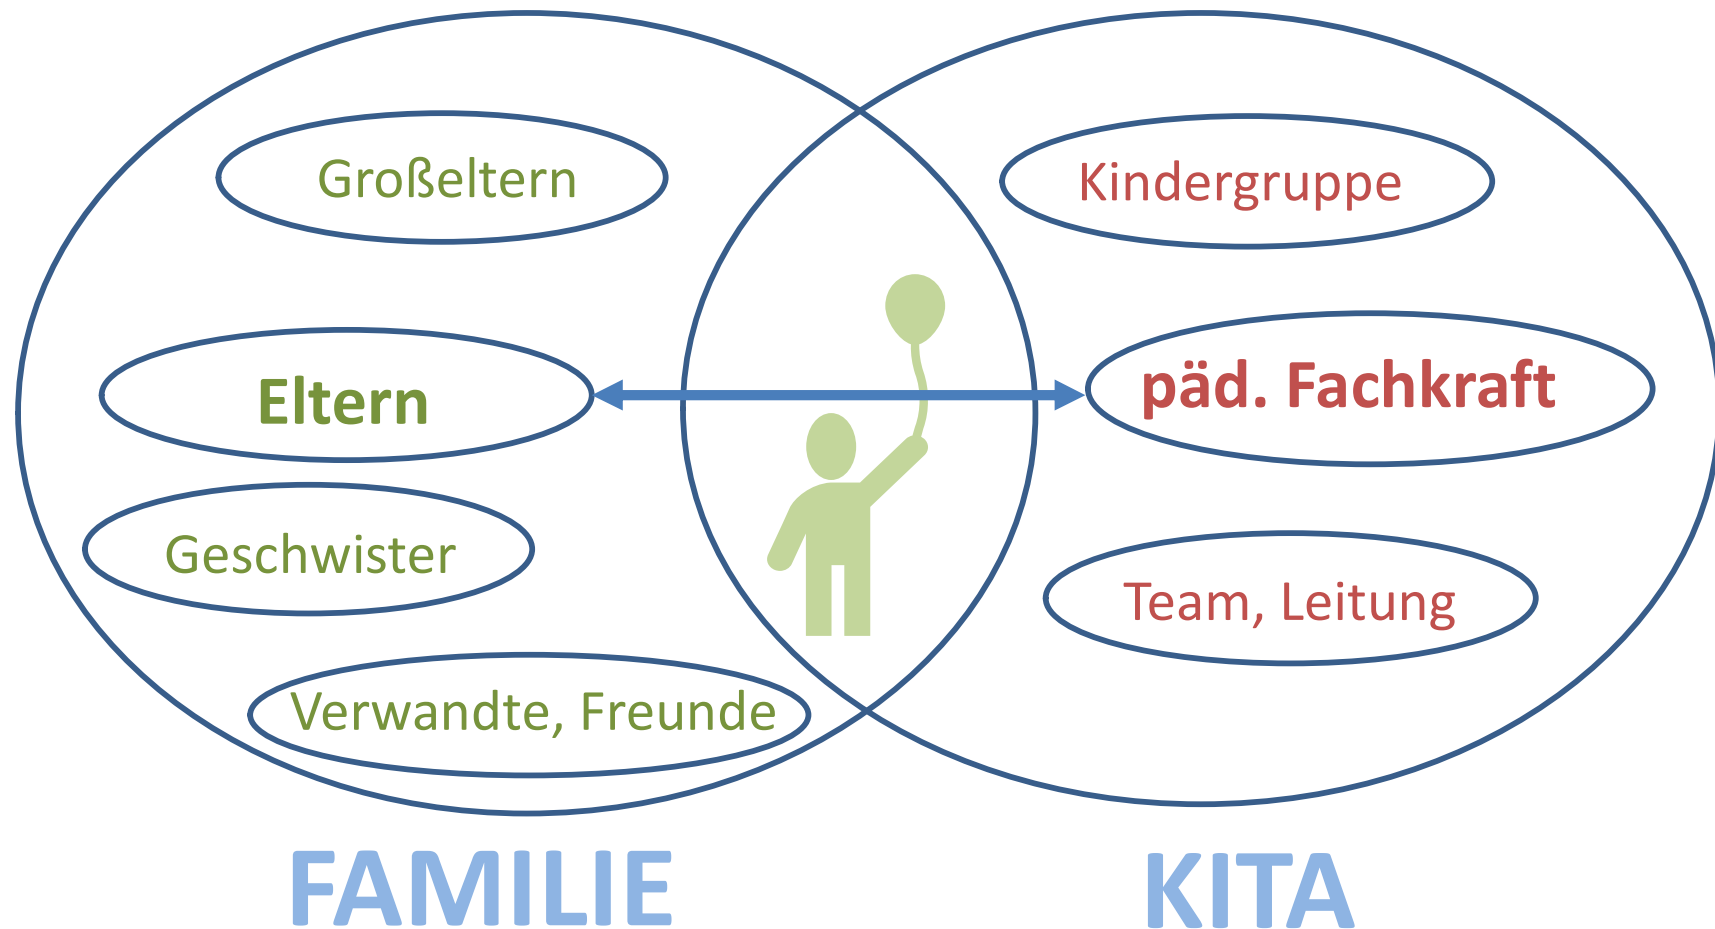 Großeltern
Eltern
Geschwister
Verwandte, Freunde
FAMILIE
Kindergruppe
päd. Fachkraft
Team, Leitung
KITA